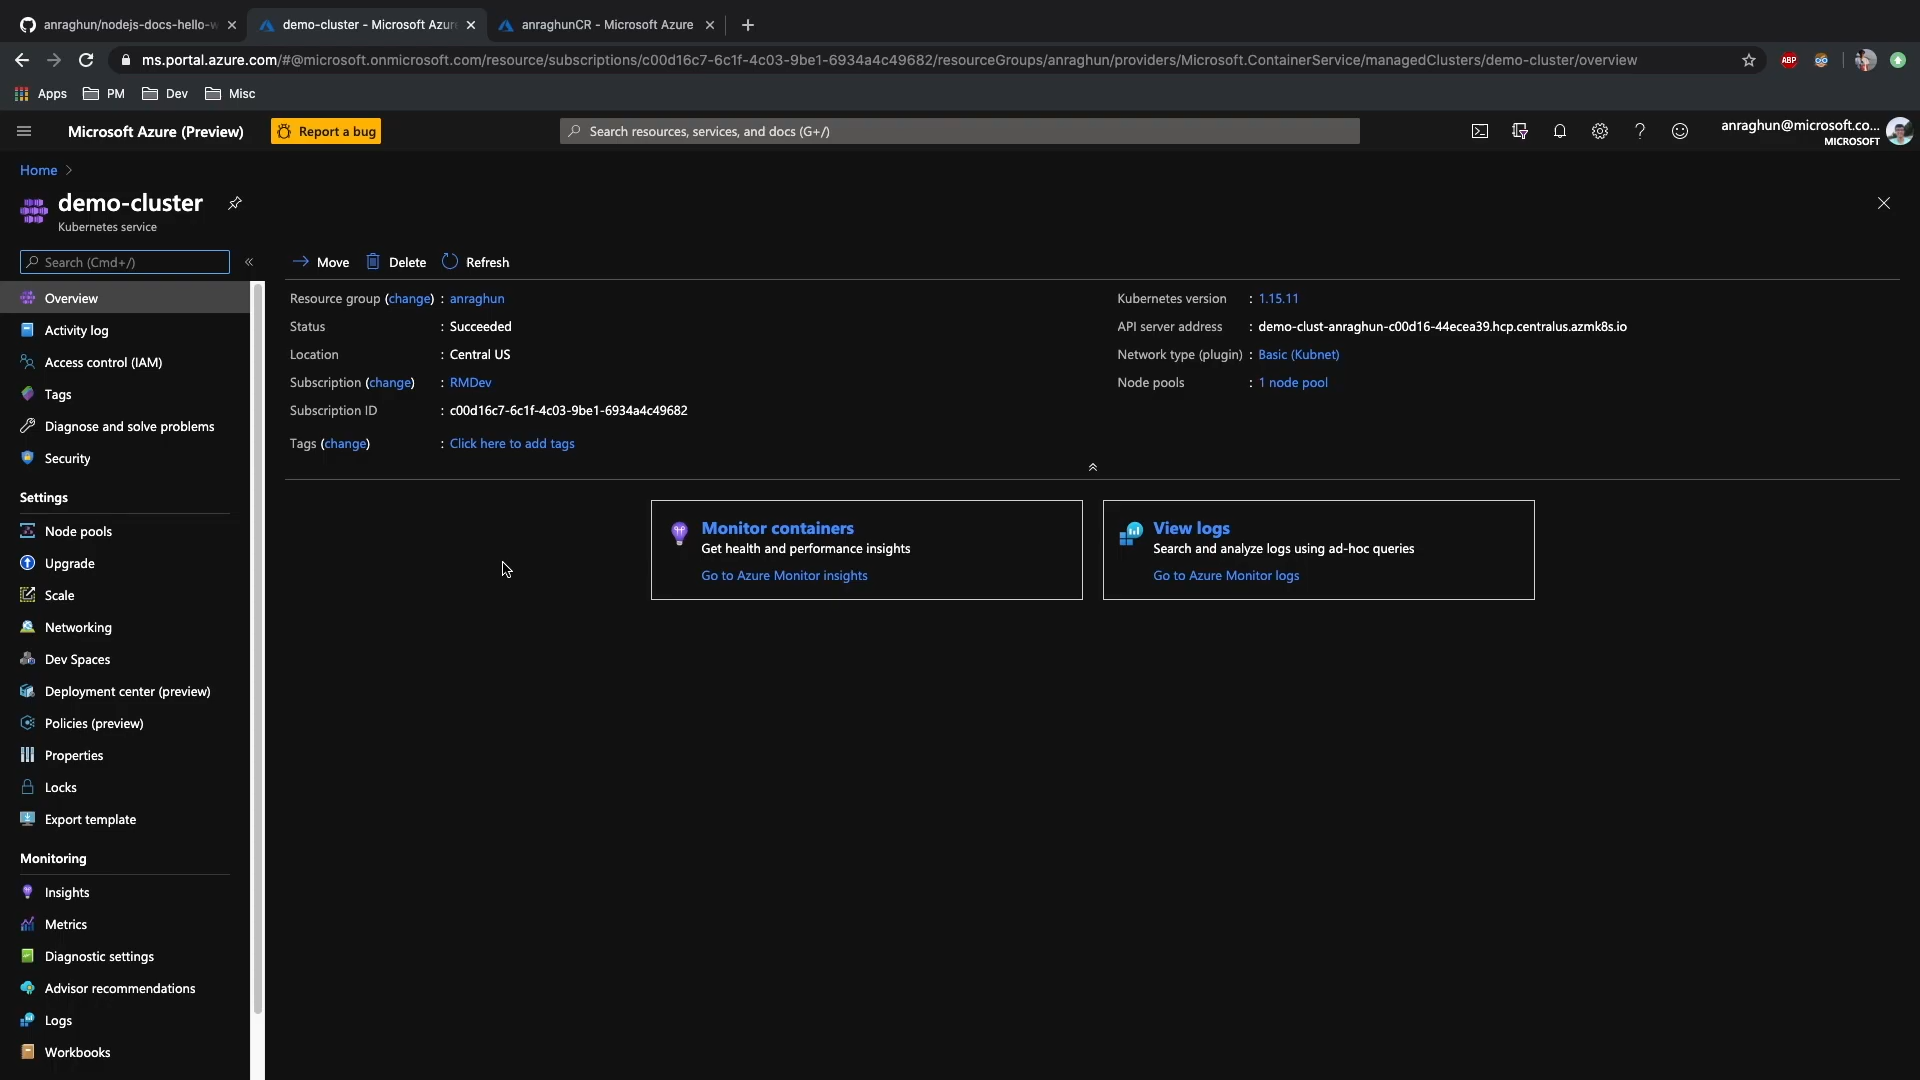 anraghun/nodejs-docs-hello-w
demo-cluster - Microsoft Azure
anraghunCR - Microsoft Azure
ms.portal.azure.com/#@microsoft.onmicrosoft.com/resource/subscriptions/c00d16c7-6c1f-4c03-9be1-6934a4c49682/resourceGroups/anraghun/providers/Microsoft.ContainerService/managedClusters/demo-cluster/overview
ABP
Apps PM Dev Misc
Microsoft Azure (Preview)
Report a bug
Search resources, services, and docs (G+/)
anraghun@microsoft.co...
MICROSOFT
Home >
demo-cluster
Kubernetes service
Search (Cmd+/)
«
Move Delete Refresh
Overview
Activity log
Access control (IAM)
Tags
Diagnose and solve problems
Security
Settings
Node pools
Upgrade
Scale
Networking
Dev Spaces
Deployment center (preview)
Policies (preview)
Properties
Locks
Export template
Monitoring
Insights
Metrics
Diagnostic settings
Advisor recommendations
Logs
Workbooks
Resource group (change) : anraghun
Status : Succeeded
Location : Central US
Subscription (change) : RMDev
Subscription ID : c00d16c7-6c1f-4c03-9be1-6934a4c49682
Tags (change) : Click here to add tags
Kubernetes version : 1.15.11
API server address : demo-clust-anraghun-c00d16-44ecea39.hcp.centralus.azmk8s.io
Network type (plugin) : Basic (Kubnet)
Node pools : 1 node pool
Monitor containers
Get health and performance insights
Go to Azure Monitor insights
View logs
Search and analyze logs using ad-hoc queries
Go to Azure Monitor logs